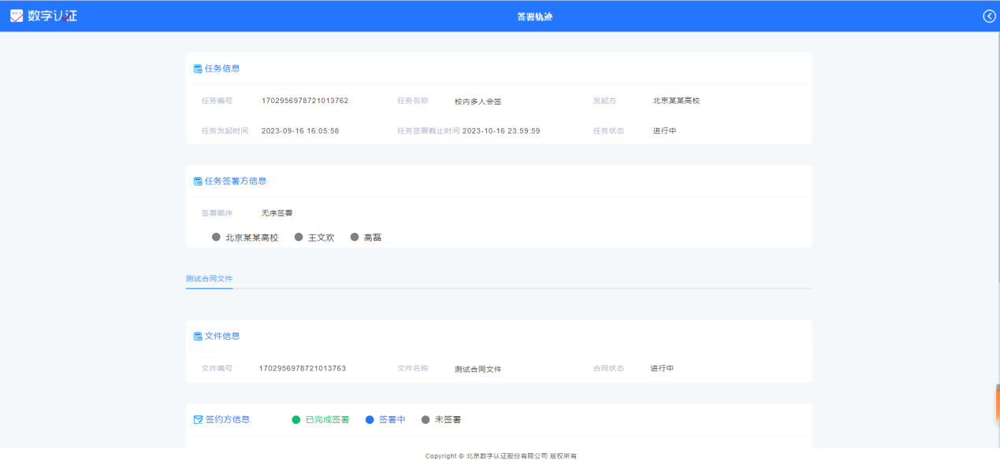 BJCA 数字认证
签署轨迹
任务信息
任务编号 1702956978721013762 任务名称 校内多人会签 发起方 北京某某高校
任务发起时间 2023-09-16 16:05:58 任务签署截止时间 2023-10-16 23:59:59 任务状态 进行中
任务签署方信息
签署顺序 无序签署
北京某某高校 王文欢 高磊
测试合同文件
文件信息
文件编号 1702956978721013763 文件名称 测试合同文件 合同状态 进行中
签约方信息 已完成签署 签署中 未签署
Copyright © 北京数字认证股份有限公司 版权所有